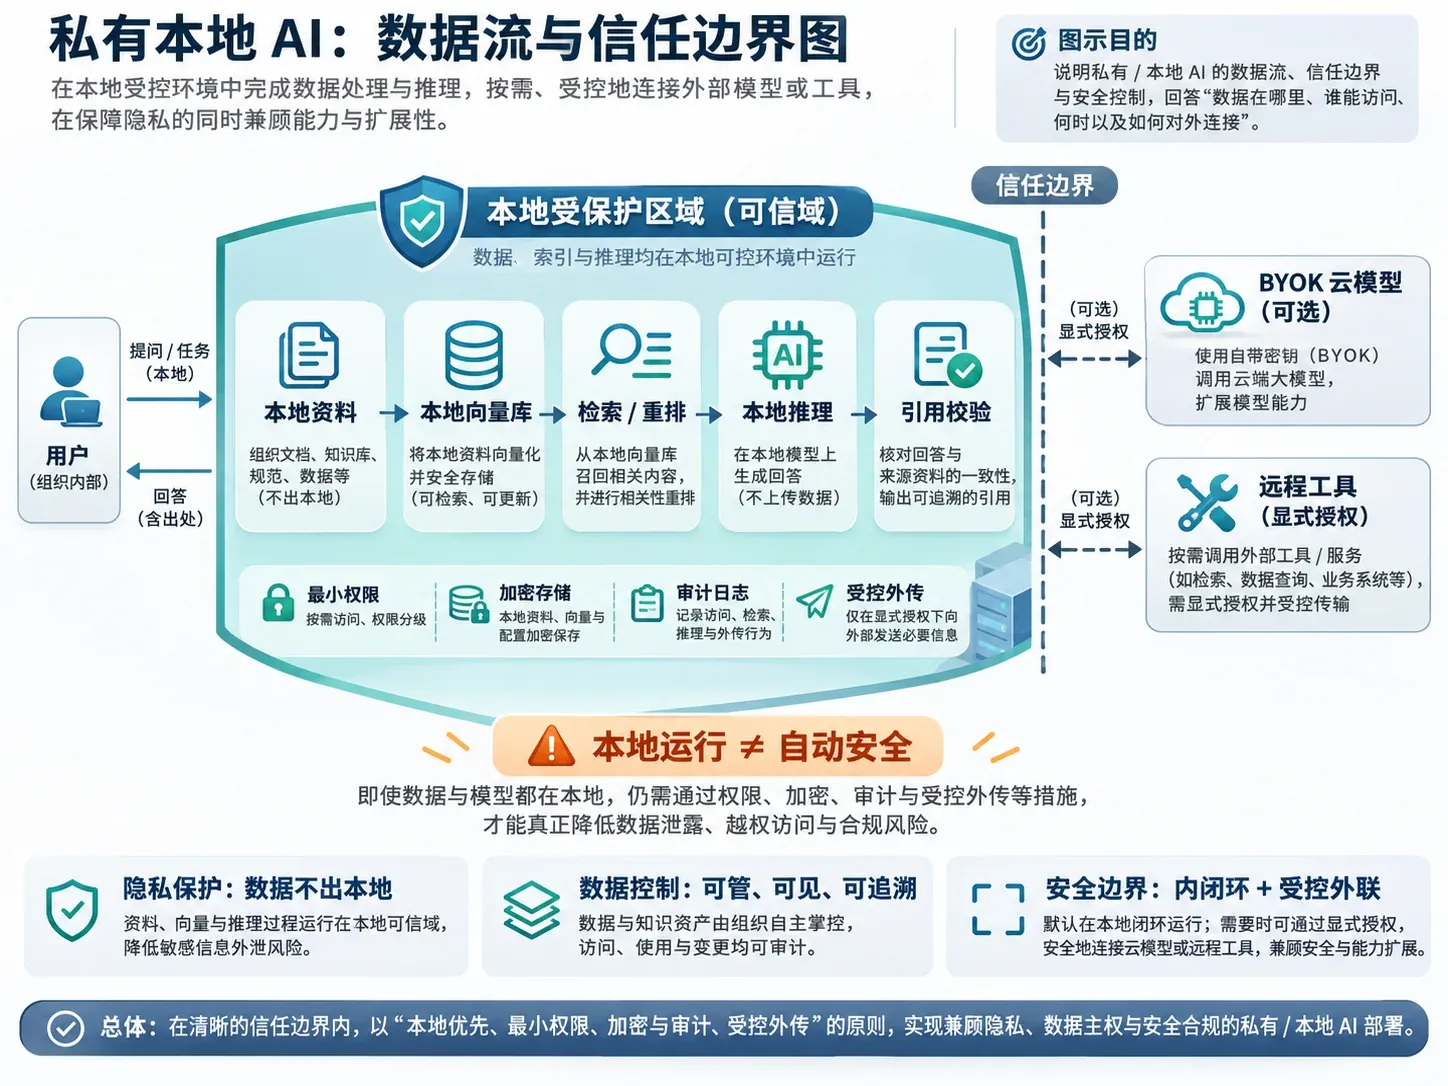 私有本地 AI：数据流与信任边界图
在本地受控环境中完成数据处理与推理，按需、受控地连接外部模型或工具，
在保障隐私的同时兼顾能力与扩展性。
图示目的
说明私有 / 本地 AI 的数据流、信任边界
与安全控制，回答“数据在哪里、谁能访问、
何时以及如何对外连接”。
本地受保护区域（可信域）
数据、索引与推理均在本地可控环境中运行
信任边界
用户
（组织内部）
提问 / 任务
（本地）
回答
（含出处）
本地资料
组织文档、知识库、
规范、数据等
（不出本地）
本地向量库
将本地资料向量化
并安全存储
（可检索、可更新）
检索 / 重排
从本地向量库
召回相关内容，
并进行相关性重排
AI
本地推理
在本地模型上
生成回答
（不上传数据）
引用校验
核对回答与
来源资料的一致性，
输出可追溯的引用
（可选）
显式授权
BYOK 云模型
（可选）
使用自带密钥（BYOK）
调用云端大模型，
扩展模型能力
（可选）
显式授权
远程工具
（显式授权）
按需调用外部工具 / 服务
（如检索、数据查询、业务系统等），
需显式授权并受控传输
最小权限
按需访问、权限分级
加密存储
本地资料、向量与
配置加密保存
审计日志
记录访问、检索、
推理与外传行为
受控外传
仅在显式授权下向
外部发送必要信息
本地运行 ≠ 自动安全
即使数据与模型都在本地，仍需通过权限、加密、审计与受控外传等措施，
才能真正降低数据泄露、越权访问与合规风险。
隐私保护：数据不出本地
资料、向量与推理过程运行在本地可信域，
降低敏感信息外泄风险。
数据控制：可管、可见、可追溯
数据与知识资产由组织自主掌控，
访问、使用与变更均可审计。
安全边界：内闭环 + 受控外联
默认在本地闭环运行；需要时可通过显式授权，
安全地连接云模型或远程工具，兼顾安全与能力扩展。
总体：在清晰的信任边界内，以“本地优先、最小权限、加密与审计、受控外传”的原则，实现兼顾隐私、数据主权与安全合规的私有 / 本地 AI 部署。